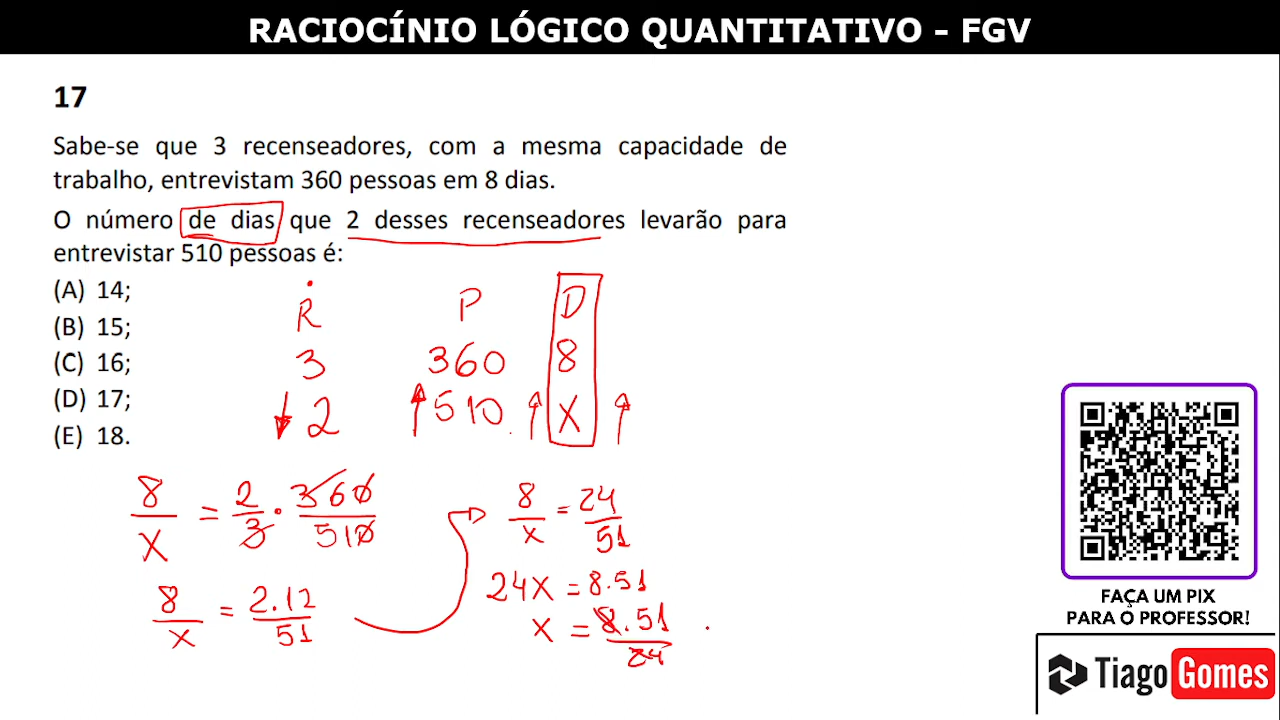 RACIOCÍNIO LÓGICO QUANTITATIVO - FGV
17
Sabe-se que 3 recenseadores, com a mesma capacidade de
trabalho, entrevistam 360 pessoas em 8 dias.
O número de dias que 2 desses recenseadores levarão para
entrevistar 510 pessoas é:
(A) 14;
(B) 15;
(C) 16;
(D) 17;
(E) 18.
R P D
3 360 8
2 510 X
8/X = 2/3 · 360/510
8/X = 2.12/51
8/X = 24/51
24X = 8.51
X = 8.51/24
FAÇA UM PIX
PARA O PROFESSOR!
Tiago Gomes